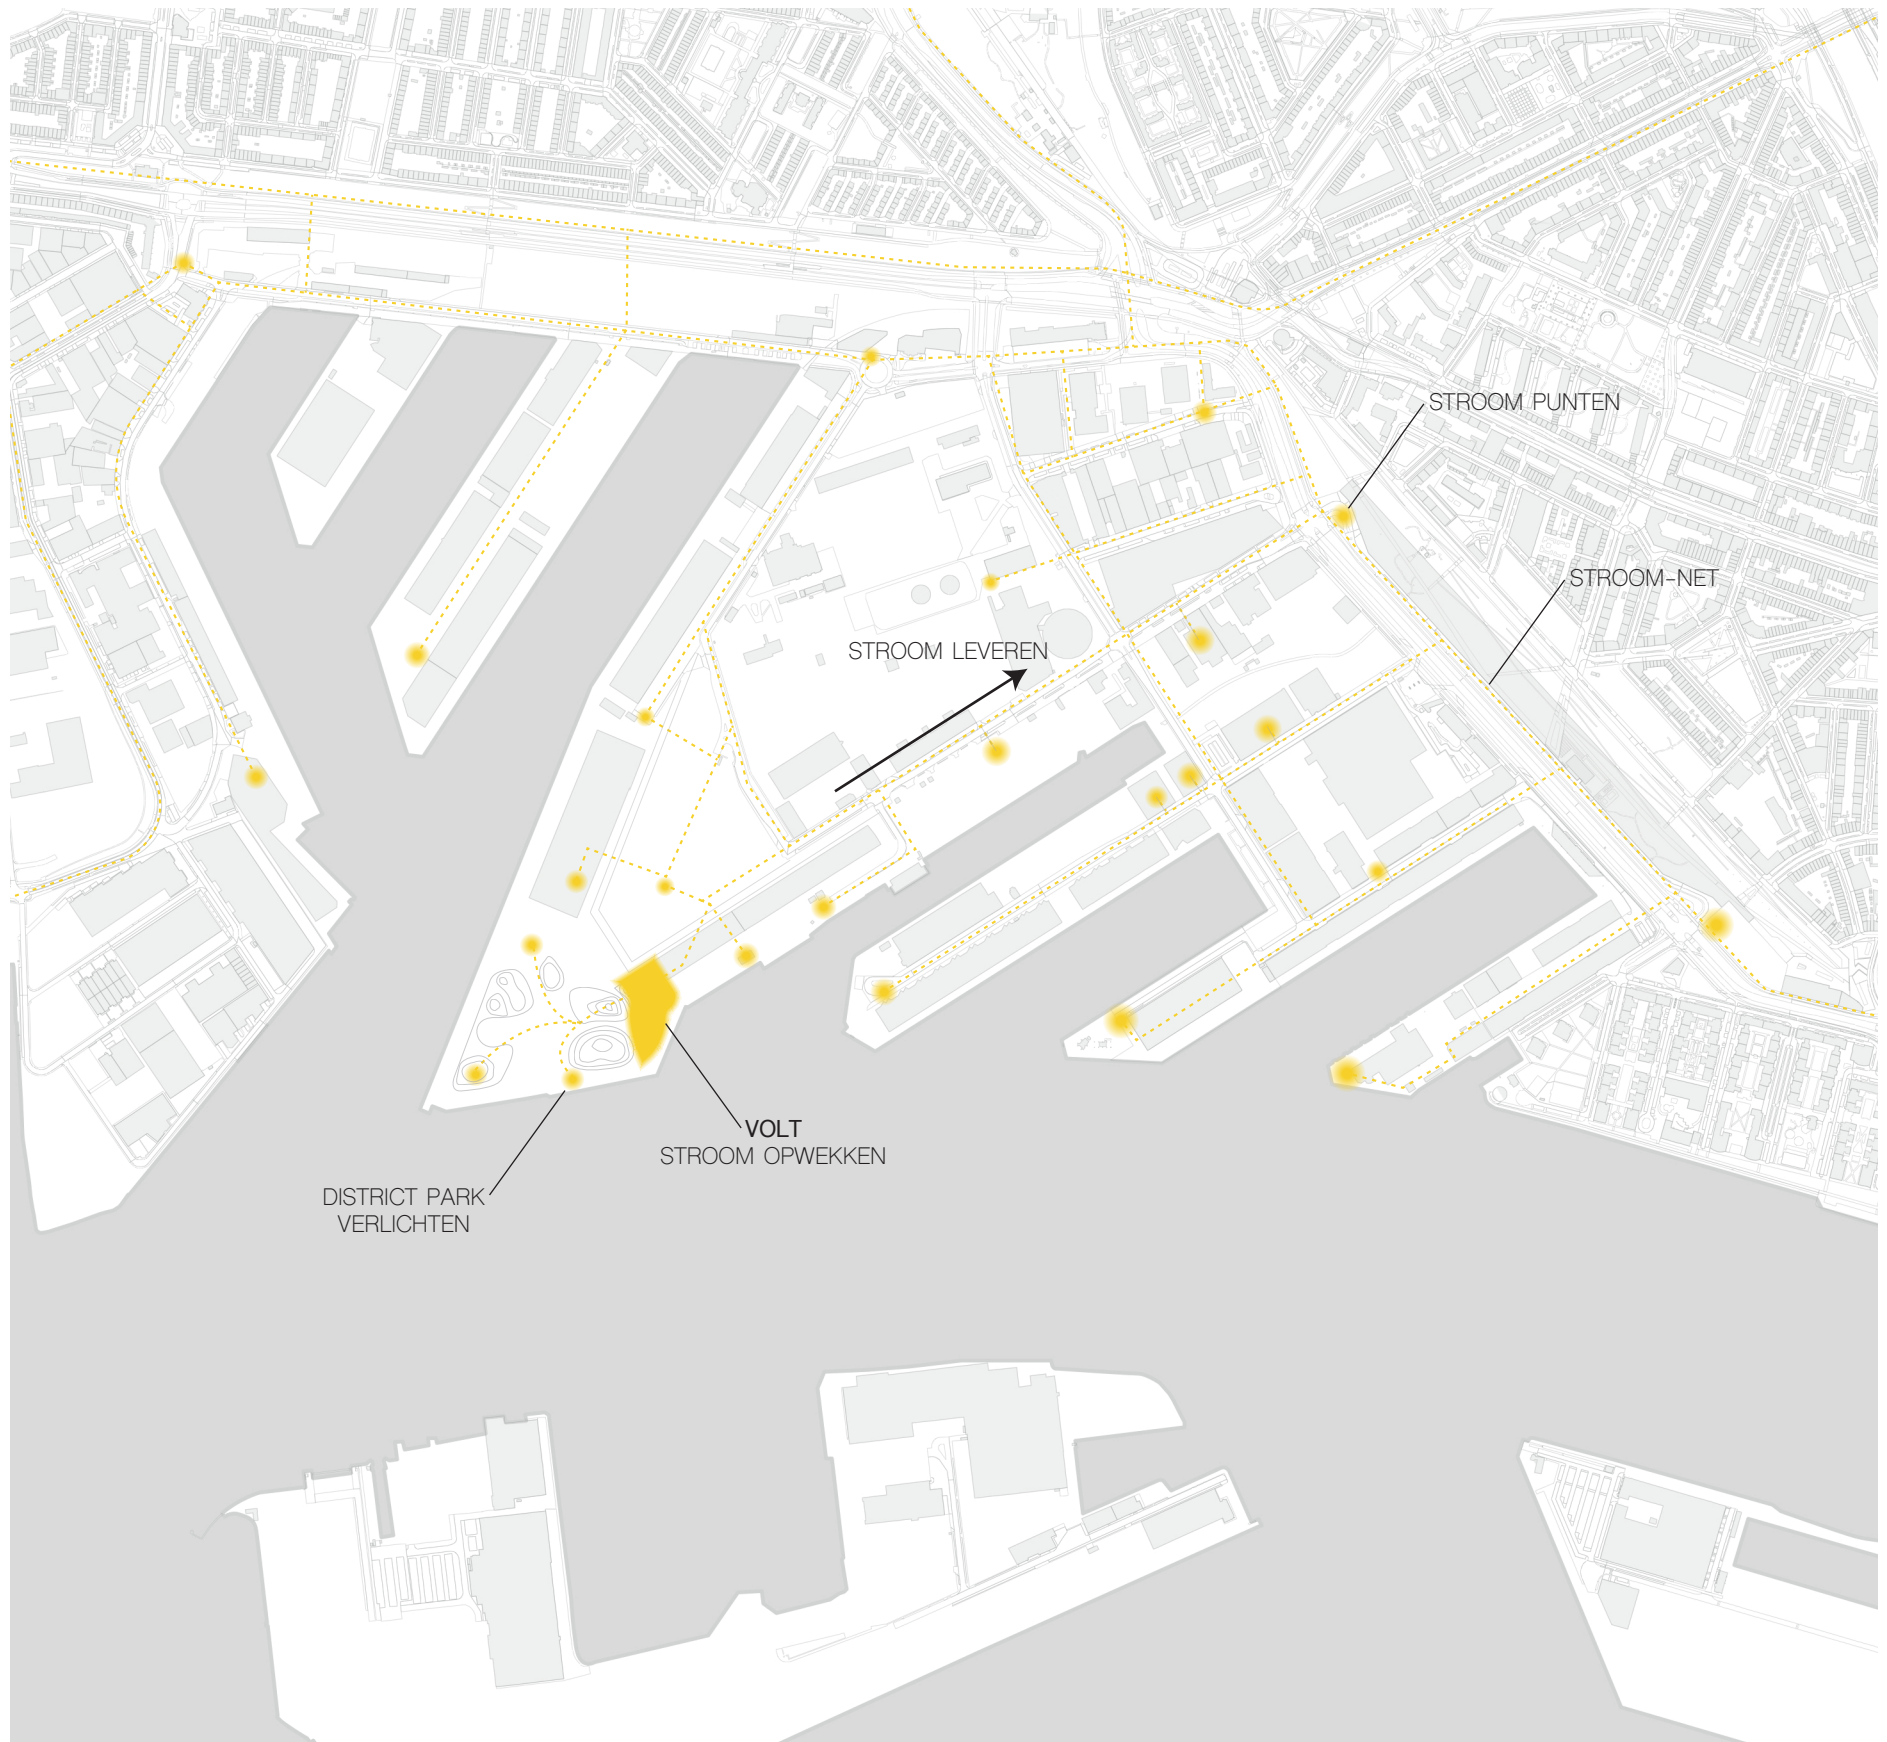 STROOM PUNTEN
STROOM-NET
STROOM LEVEREN
VOLT
STROOM OPWEKKEN
DISTRICT PARK
VERLICHTEN